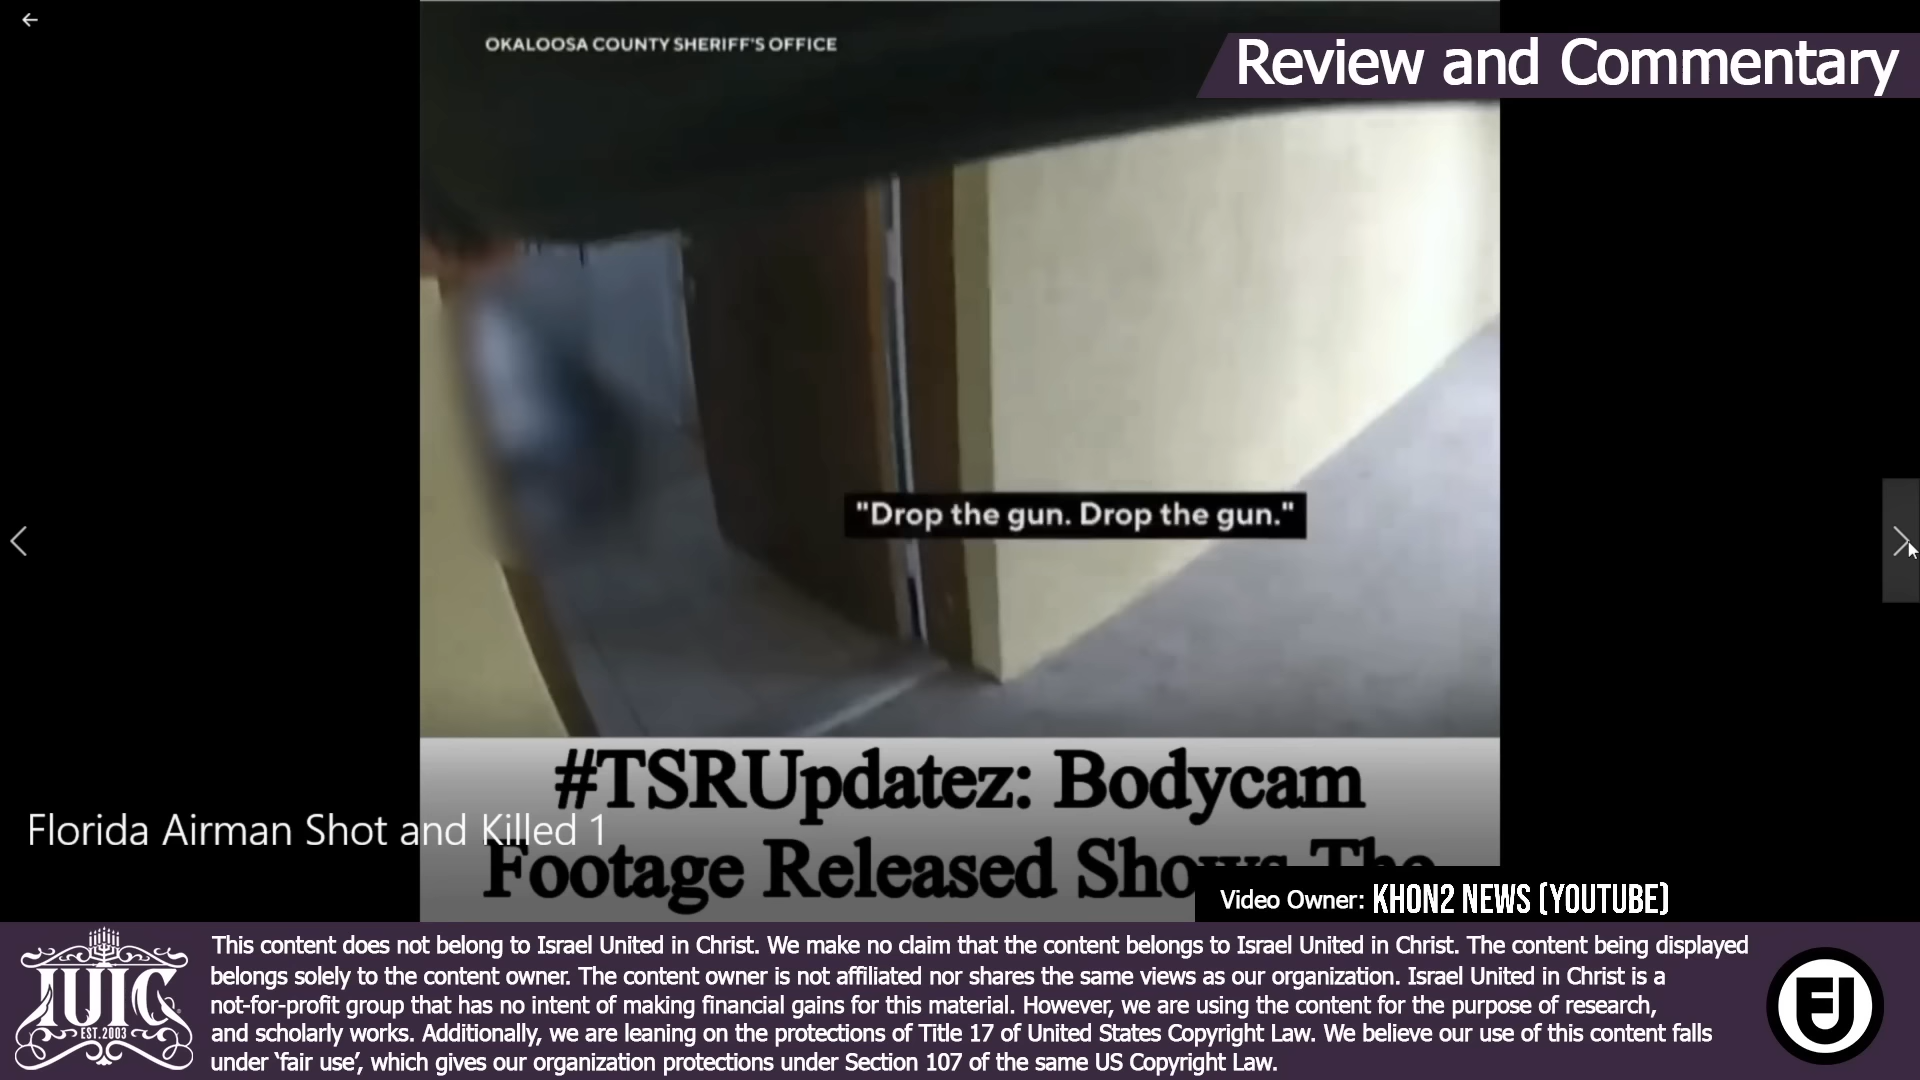 OKALOOSA COUNTY SHERIFF'S OFFICE
Review and Commentary
"Drop the gun. Drop the gun."
#TSRUpdatez: Bodycam
Florida Airman Shot and Killed 1
Footage Released Shows The
Video Owner: KHON2 NEWS (YOUTUBE)
This content does not belong to Israel United in Christ. We make no claim that the content belongs to Israel United in Christ. The content being displayed
belongs solely to the content owner. The content owner is not affiliated nor shares the same views as our organization. Israel United in Christ is a
not-for-profit group that has no intent of making financial gains for this material. However, we are using the content for the purpose of research,
and scholarly works. Additionally, we are leaning on the protections of Title 17 of United States Copyright Law. We believe our use of this content falls
under ‘fair use’, which gives our organization protections under Section 107 of the same US Copyright Law.
IUIC
EST. 2003